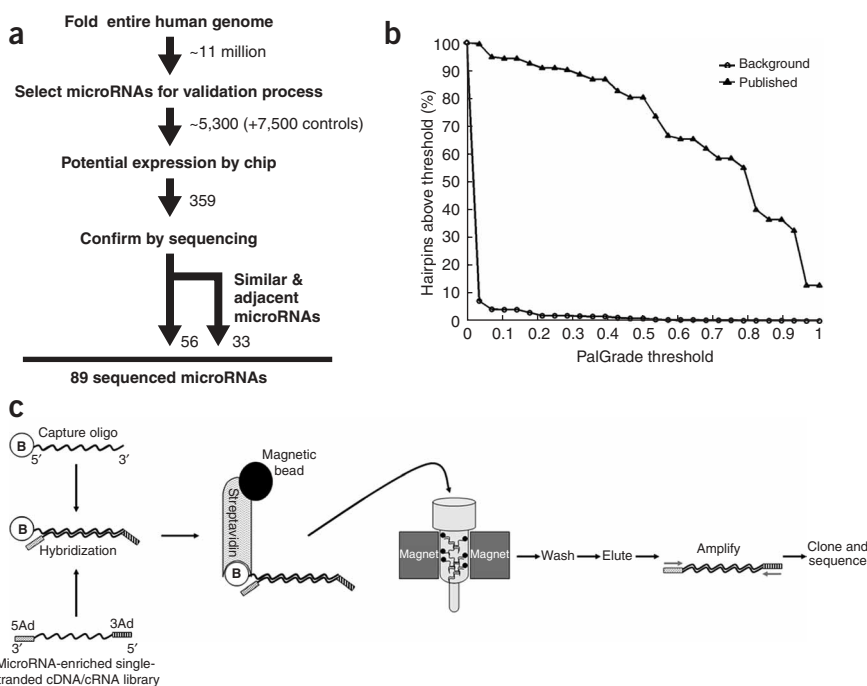 a
Fold entire human genome
~11 million
Select microRNAs for validation process
~5,300 (+7,500 controls)
Potential expression by chip
359
Confirm by sequencing
Similar &
adjacent
microRNAs
56
33
89 sequenced microRNAs
b
100
90
80
70
60
50
40
30
20
10
0
Hairpins above threshold (%)
Background
Published
0 0.1 0.2 0.3 0.4 0.5 0.6 0.7 0.8 0.9 1
PalGrade threshold
c
B
Capture oligo
5′ 3′
B
Hybridization
5Ad 3Ad
3′ 5′
MicroRNA-enriched single-
tranded cDNA/cRNA library
Magnetic
bead
Streptavidin
B
Magnet
Magnet
Wash
Elute
Amplify
Clone and
sequence